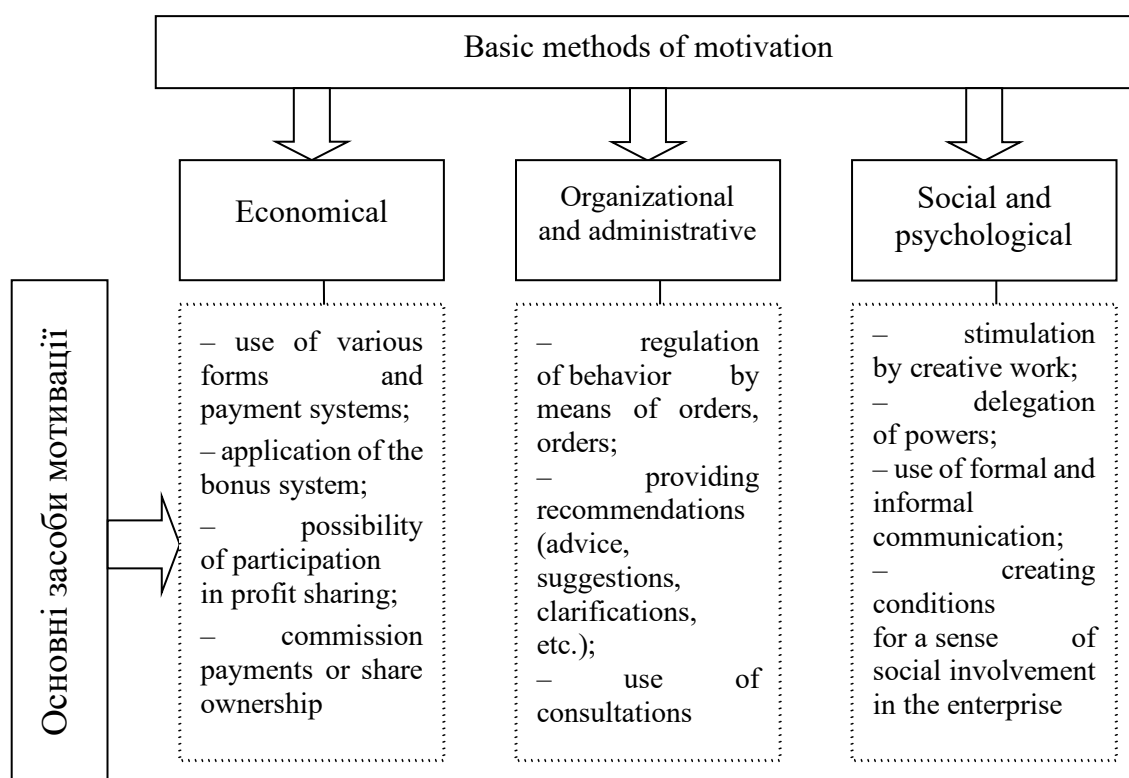 Basic methods of motivation
Economical
Organizational
and administrative
Social and
psychological
Основні засоби мотивації
– use of various
forms and
payment systems;
– application of the
bonus system;
– possibility
of participation
in profit sharing;
– commission
payments or share
ownership
– regulation
of behavior by
means of orders,
orders;
– providing
recommendations
(advice,
suggestions,
clarifications,
etc.);
– use of
consultations
– stimulation
by creative work;
– delegation
of powers;
– use of formal and
informal
communication;
– creating
conditions
for a sense of
social involvement
in the enterprise